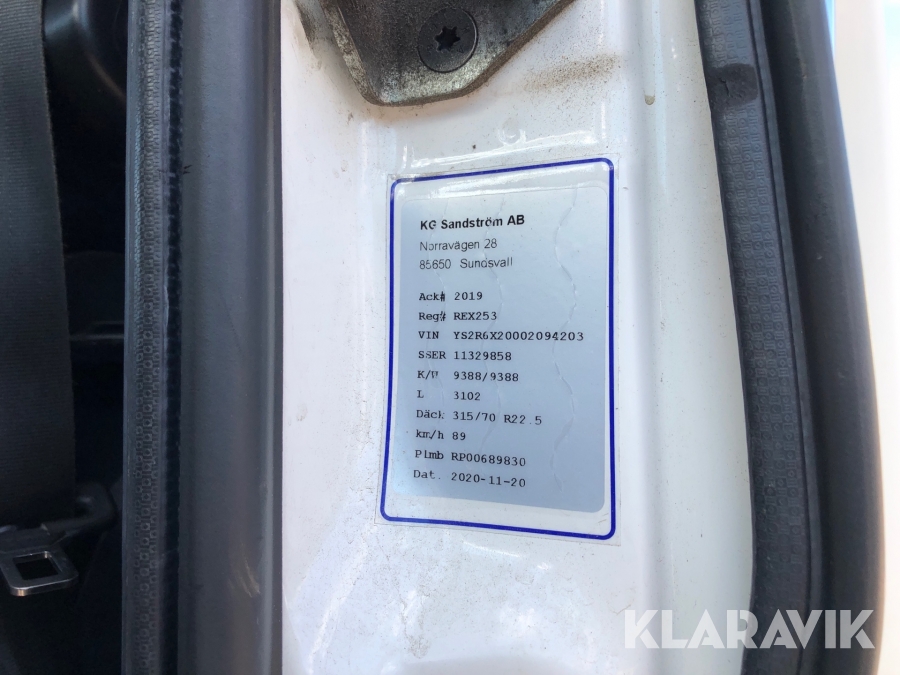 KG Sandström AB
Norravägen 28
85650 Sundsvall
Ack# 2019
Reg# REX253
VIN YS2R6X20002094203
SSER 11329858
K/W 9388/9388
L 3102
Däck 315/70 R22.5
km/h 89
Plmb RP00689830
Dat. 2020-11-20
KLARAVIK